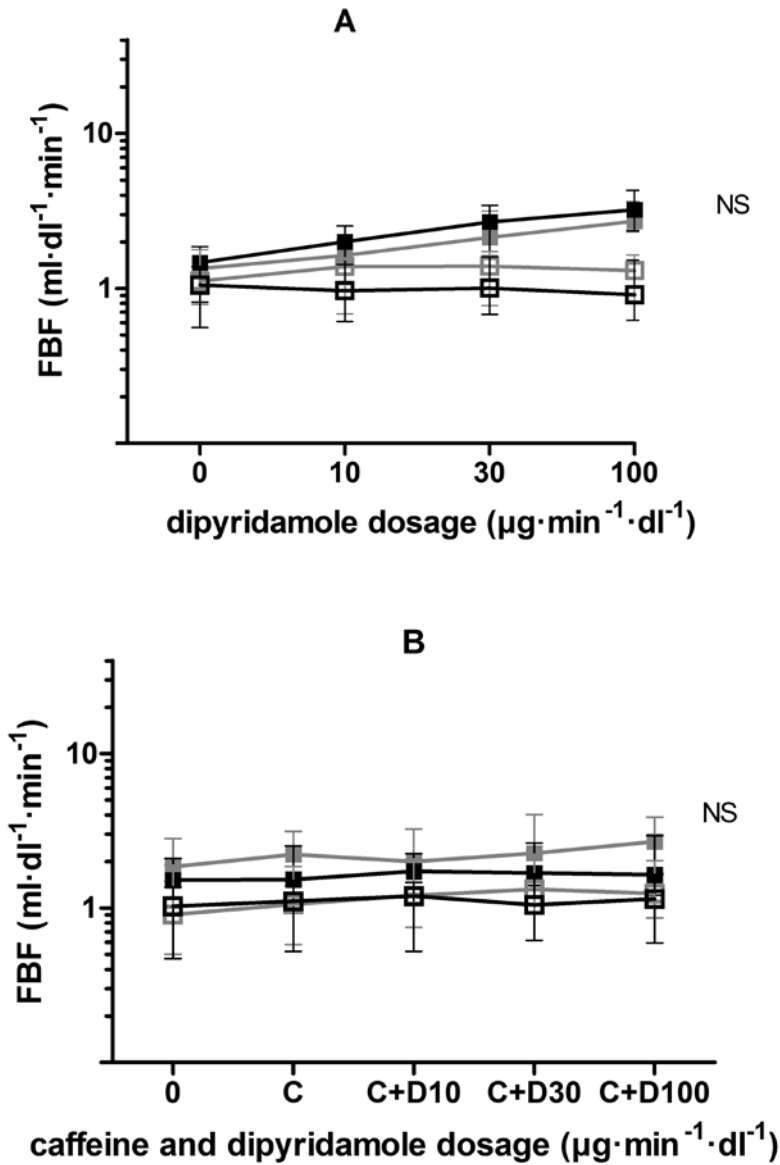 A
FBF (ml·dl⁻¹·min⁻¹)
10
1
NS
0 10 30 100
dipyridamole dosage (µg·min⁻¹·dl⁻¹)
B
FBF (ml·dl⁻¹·min⁻¹)
10
1
NS
0 C C+D10 C+D30 C+D100
caffeine and dipyridamole dosage (µg·min⁻¹·dl⁻¹)